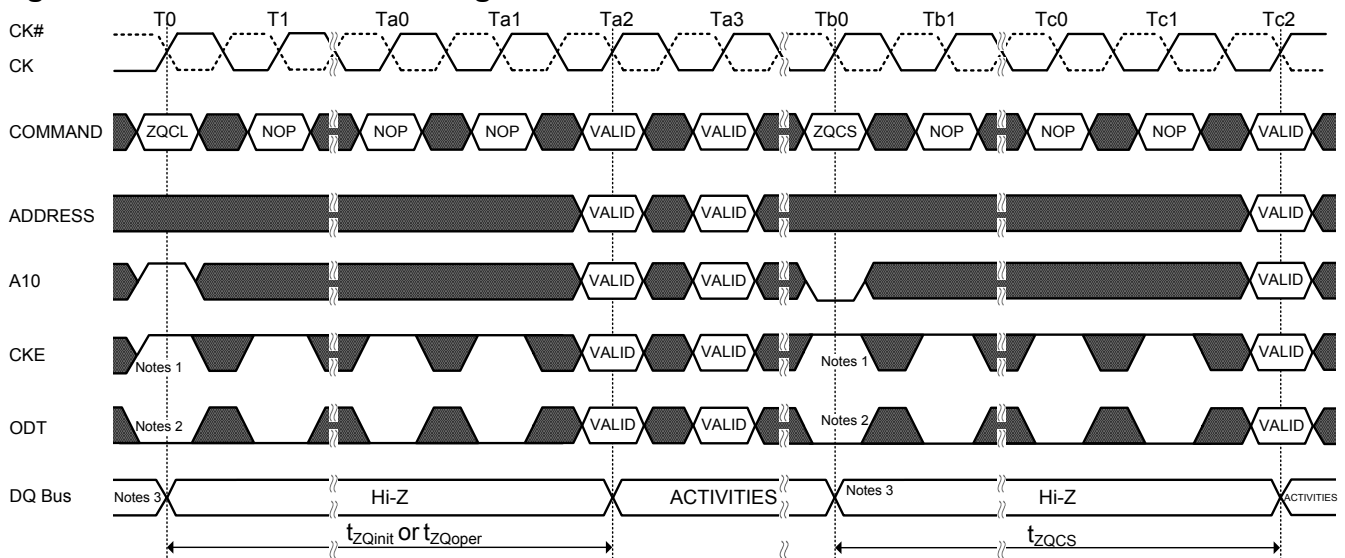 T0 T1 Ta0 Ta1 Ta2 Ta3 Tb0 Tb1 Tc0 Tc1 Tc2
CK#
CK
COMMAND ZQCL NOP NOP NOP VALID VALID ZQCS NOP NOP NOP VALID
ADDRESS VALID VALID VALID
A10 VALID VALID VALID
CKE Notes 1 VALID VALID Notes 1 VALID
ODT Notes 2 VALID VALID Notes 2 VALID
DQ Bus Notes 3 Hi-Z ACTIVITIES Notes 3 Hi-Z ACTIVITIES
tZQinit or tZQoper tZQCS